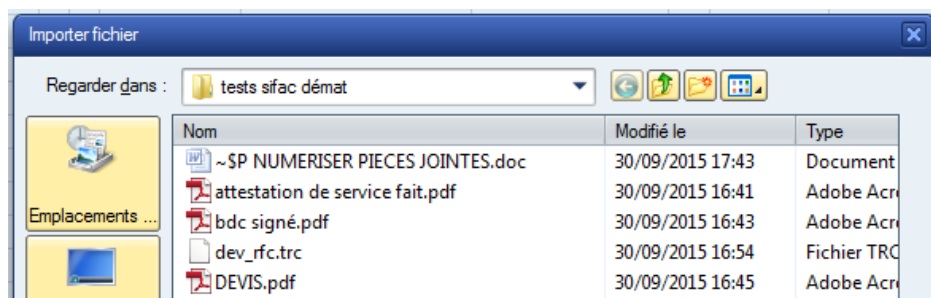 Importer fichier
Regarder dans : tests sifac démat
Nom Modifié le Type
~$P NUMERISER PIECES JOINTES.doc 30/09/2015 17:43 Document
attestation de service fait.pdf 30/09/2015 16:41 Adobe Acr
Emplacements ... bdc signé.pdf 30/09/2015 16:43 Adobe Acr
dev_rfc.trc 30/09/2015 16:54 Fichier TRC
DEVIS.pdf 30/09/2015 16:45 Adobe Acr